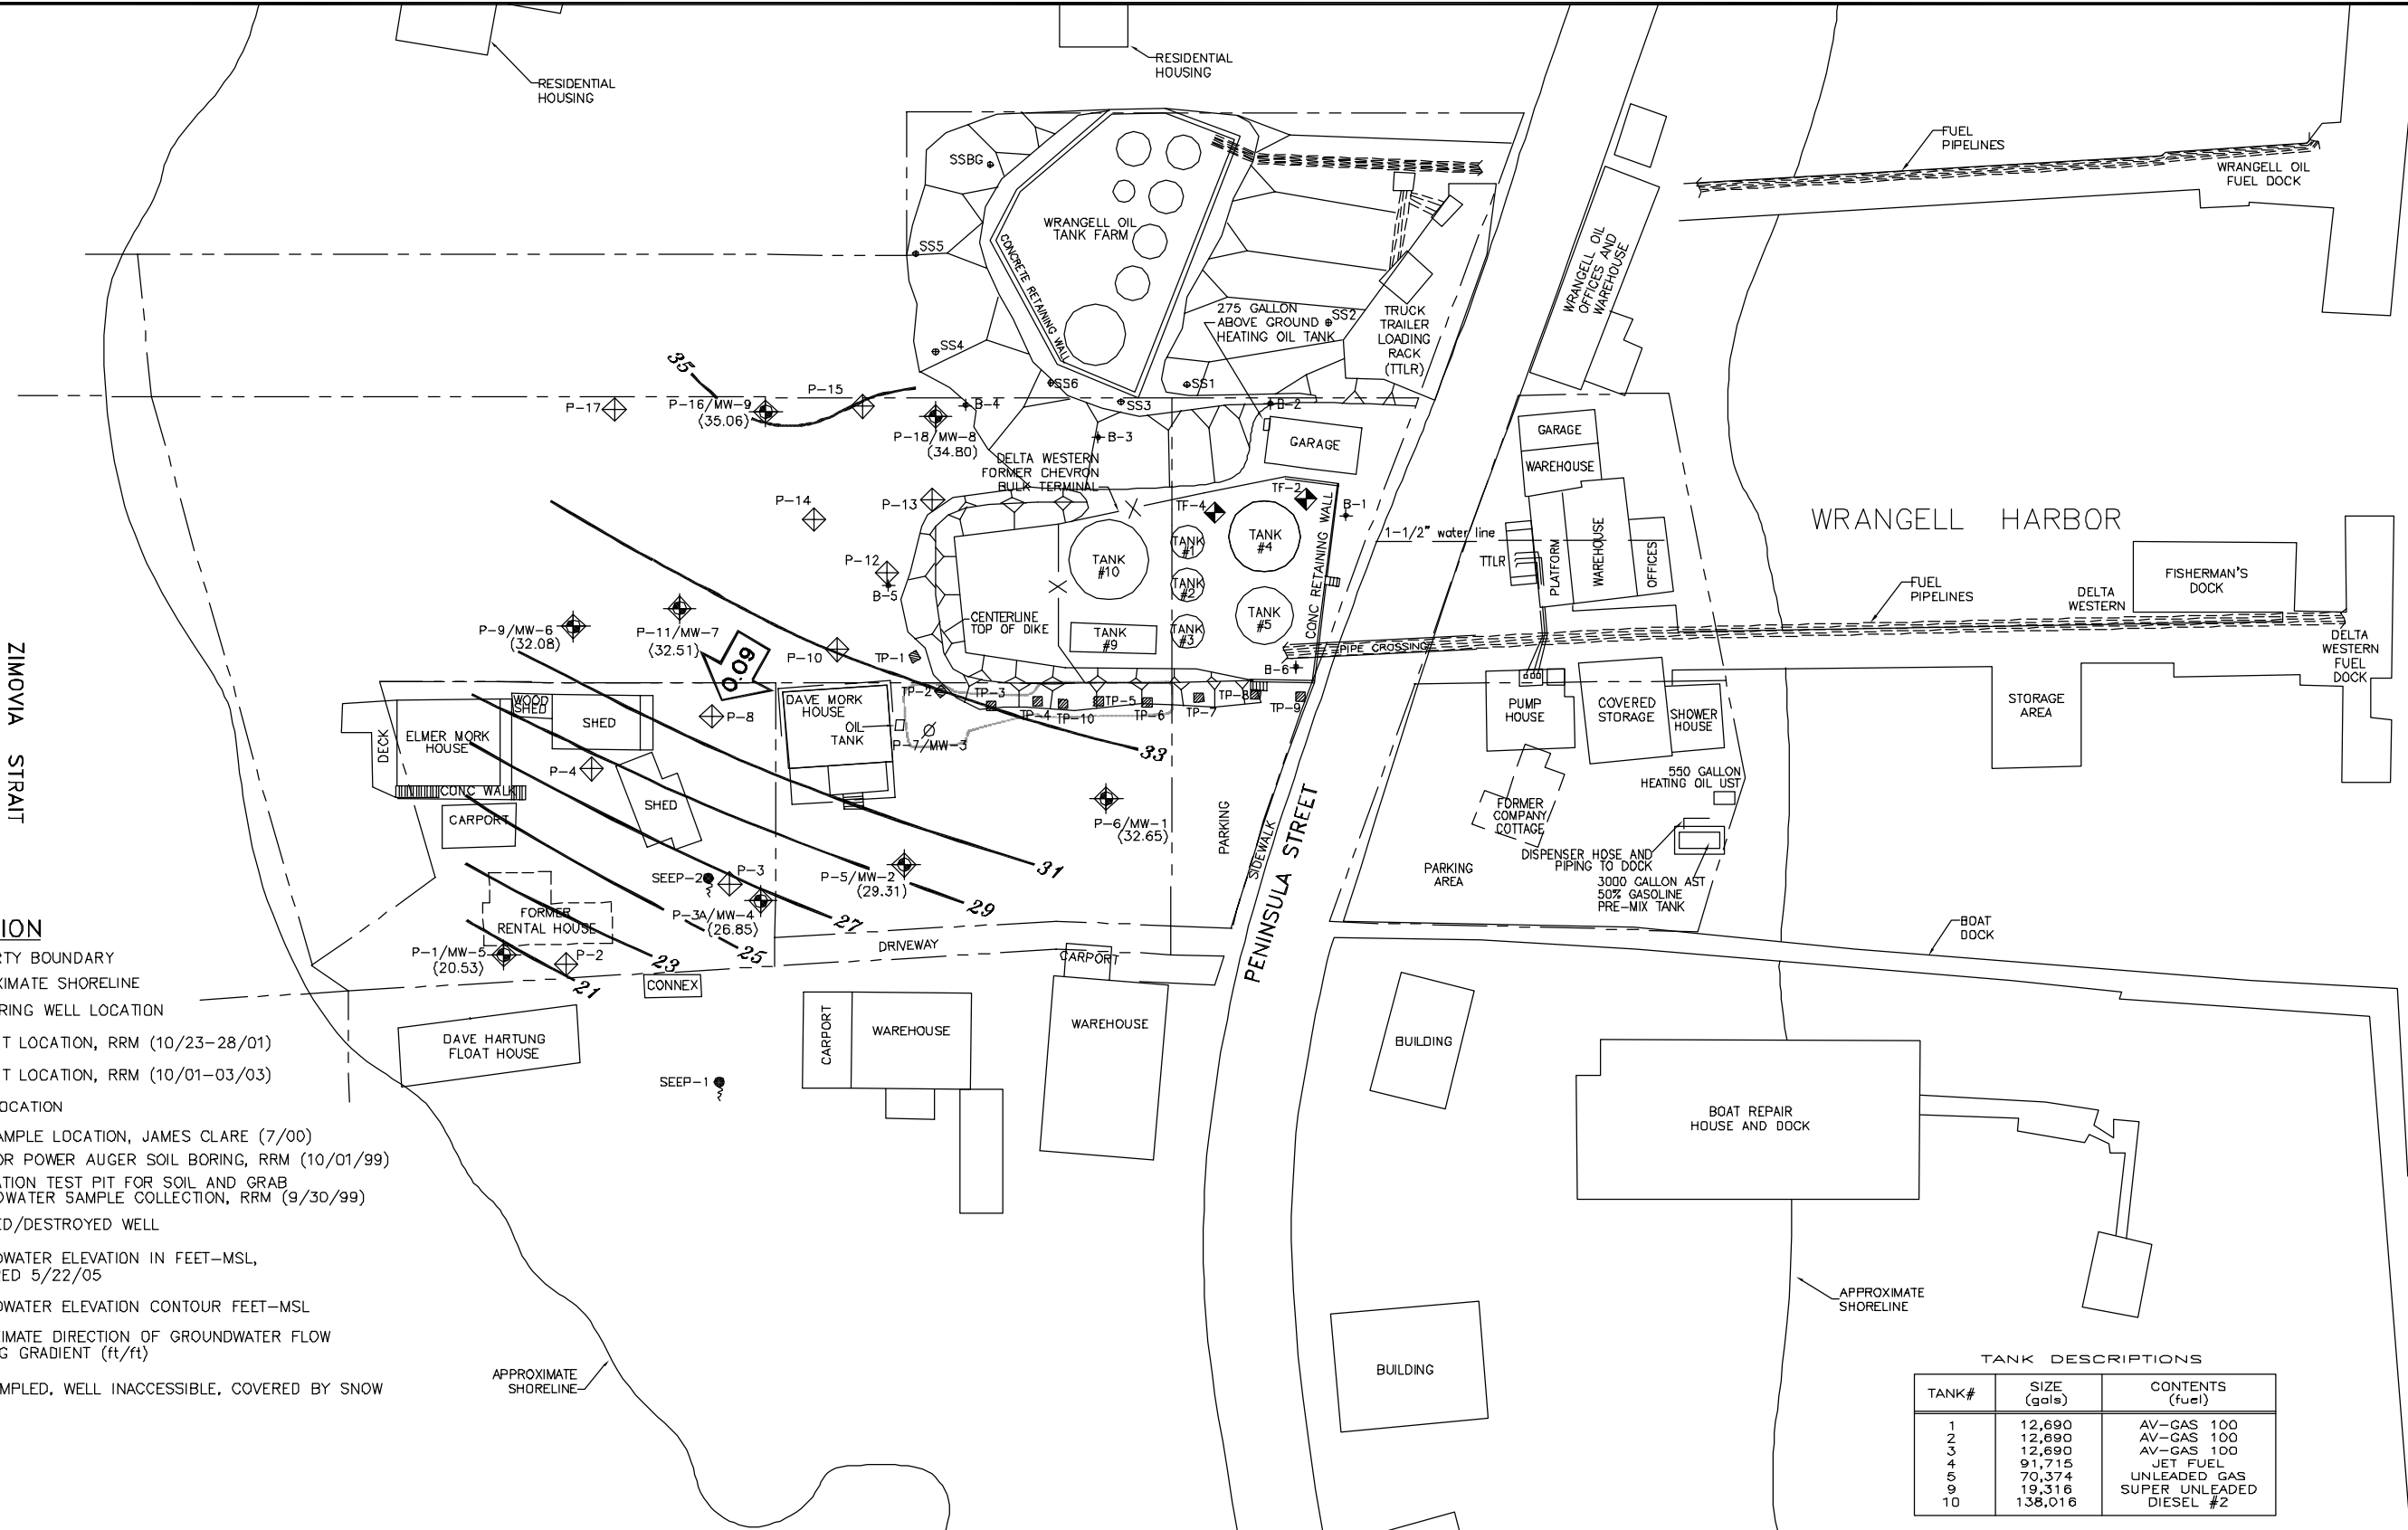 RESIDENTIAL
HOUSING
RESIDENTIAL
HOUSING
FUEL
PIPELINES
WRANGELL OIL
FUEL DOCK
SSBG
WRANGELL OIL
TANK FARM
CONCRETE RETAINING WALL
SS5
SS4
SS6
SS3
SS1
SS2
275 GALLON
ABOVE GROUND
HEATING OIL TANK
TRUCK
TRAILER
LOADING
RACK
(TTLR)
WRANGELL OIL
OFFICES AND
WAREHOUSE
35
P-17
P-16/MW-9
(35.06)
P-15
P-18/MW-8
(34.80)
B-4
B-3
B-2
GARAGE
DELTA WESTERN
FORMER CHEVRON
BULK TERMINAL
P-14
P-13
P-12
B-5
TF-2
TF-4
B-1
TANK
#1
TANK
#2
TANK
#3
TANK
#4
TANK
#5
TANK
#9
TANK
#10
CENTERLINE
TOP OF DIKE
CONC RETAINING WALL
1-1/2" water line
GARAGE
WAREHOUSE
TTLR
PLATFORM
WAREHOUSE
OFFICES
WRANGELL HARBOR
FUEL
PIPELINES
FISHERMAN'S
DOCK
DELTA
WESTERN
DELTA
WESTERN
FUEL
DOCK
PIPE CROSSING
B-6
P-9/MW-6
(32.08)
P-11/MW-7
(32.51)
0.09
P-10
TP-1
TP-2
TP-3
TP-4
TP-10
TP-5
TP-6
TP-7
TP-8
TP-9
P-8
DAVE MORK
HOUSE
OIL
TANK
P-7/MW-3
33
WOOD
SHED
SHED
ELMER MORK
HOUSE
DECK
P-4
SHED
CONC WALK
CARPORT
P-6/MW-1
(32.65)
PARKING
SIDEWALK
PENINSULA STREET
PUMP
HOUSE
COVERED
STORAGE
SHOWER
HOUSE
STORAGE
AREA
550 GALLON
HEATING OIL UST
FORMER
COMPANY
COTTAGE
DISPENSER HOSE AND
PIPING TO DOCK
3000 GALLON AST
50% GASOLINE
PRE-MIX TANK
PARKING
AREA
BOAT
DOCK
31
29
27
25
23
21
SEEP-2
P-3
P-3A/MW-4
(26.85)
P-5/MW-2
(29.31)
FORMER
RENTAL HOUSE
P-1/MW-5
(20.53)
P-2
DRIVEWAY
CONNEX
CARPORT
DAVE HARTUNG
FLOAT HOUSE
SEEP-1
CARPORT
WAREHOUSE
WAREHOUSE
BUILDING
BOAT REPAIR
HOUSE AND DOCK
BUILDING
APPROXIMATE
SHORELINE
APPROXIMATE
SHORELINE
ZIMOVIA STRAIT
ION
RTY BOUNDARY
XIMATE SHORELINE
RING WELL LOCATION
T LOCATION, RRM (10/23-28/01)
T LOCATION, RRM (10/01-03/03)
OCATION
AMPLE LOCATION, JAMES CLARE (7/00)
OR POWER AUGER SOIL BORING, RRM (10/01/99)
ATION TEST PIT FOR SOIL AND GRAB
DWATER SAMPLE COLLECTION, RRM (9/30/99)
ED/DESTROYED WELL
DWATER ELEVATION IN FEET-MSL,
RED 5/22/05
DWATER ELEVATION CONTOUR FEET-MSL
IMATE DIRECTION OF GROUNDWATER FLOW
G GRADIENT (ft/ft)
MPLED, WELL INACCESSIBLE, COVERED BY SNOW
TANK DESCRIPTIONS
TANK# SIZE (gals) CONTENTS (fuel)
1 12,690 AV-GAS 100
2 12,690 AV-GAS 100
3 12,690 AV-GAS 100
4 91,715 JET FUEL
5 70,374 UNLEADED GAS
9 19,316 SUPER UNLEADED
10 138,016 DIESEL #2